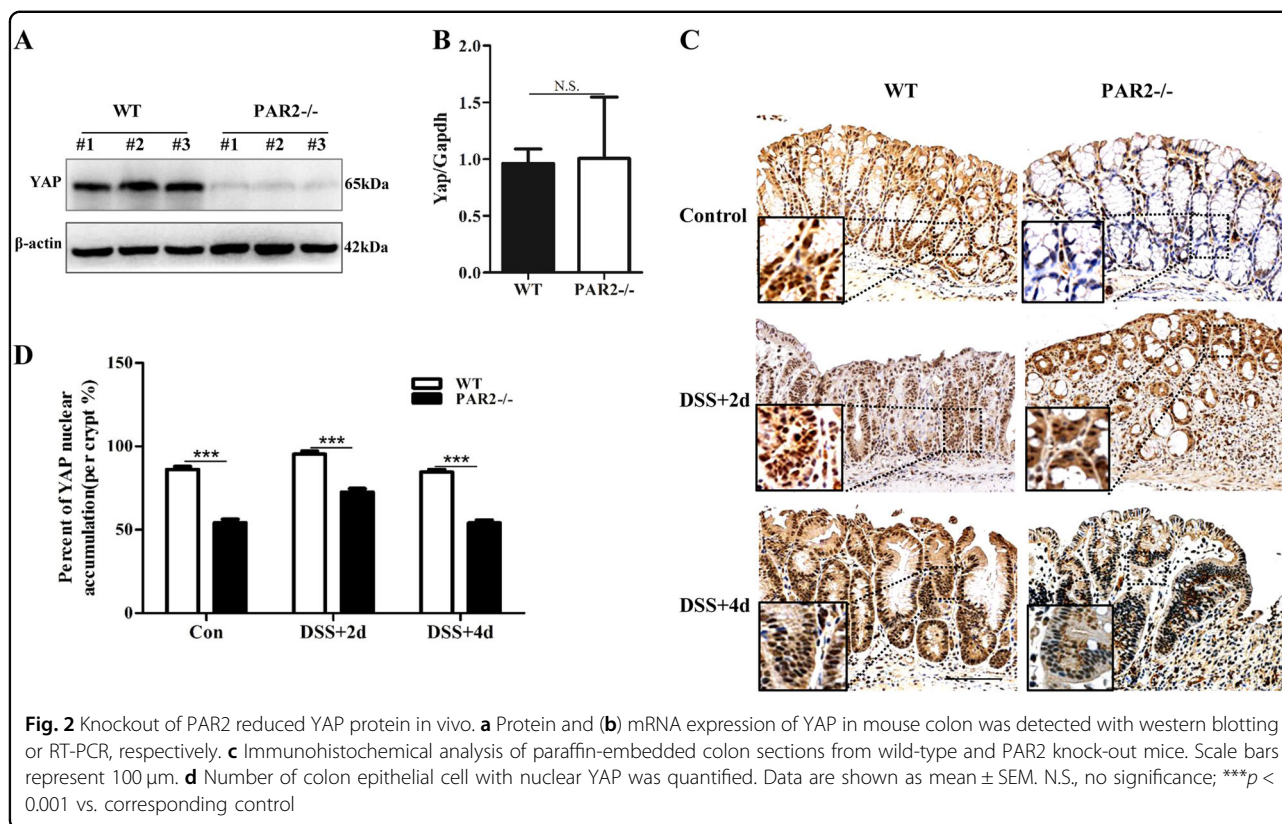 A
WT PAR2-/-
#1 #2 #3 #1 #2 #3
YAP 65kDa
β-actin 42kDa
B
Yap/Gapdh
2.0
1.5
1.0
0.5
0.0
N.S.
WT PAR2-/-
C
WT PAR2-/-
Control
DSS+2d
DSS+4d
D
Percent of YAP nuclear
accumulation(per crypt %)
150
100
50
0
WT
PAR2-/-
*** *** ***
Con DSS+2d DSS+4d
Fig. 2 Knockout of PAR2 reduced YAP protein in vivo. a Protein and (b) mRNA expression of YAP in mouse colon was detected with western blotting
or RT-PCR, respectively. c Immunohistochemical analysis of paraffin-embedded colon sections from wild-type and PAR2 knock-out mice. Scale bars
represent 100 μm. d Number of colon epithelial cell with nuclear YAP was quantified. Data are shown as mean ± SEM. N.S., no significance; ***p <
0.001 vs. corresponding control